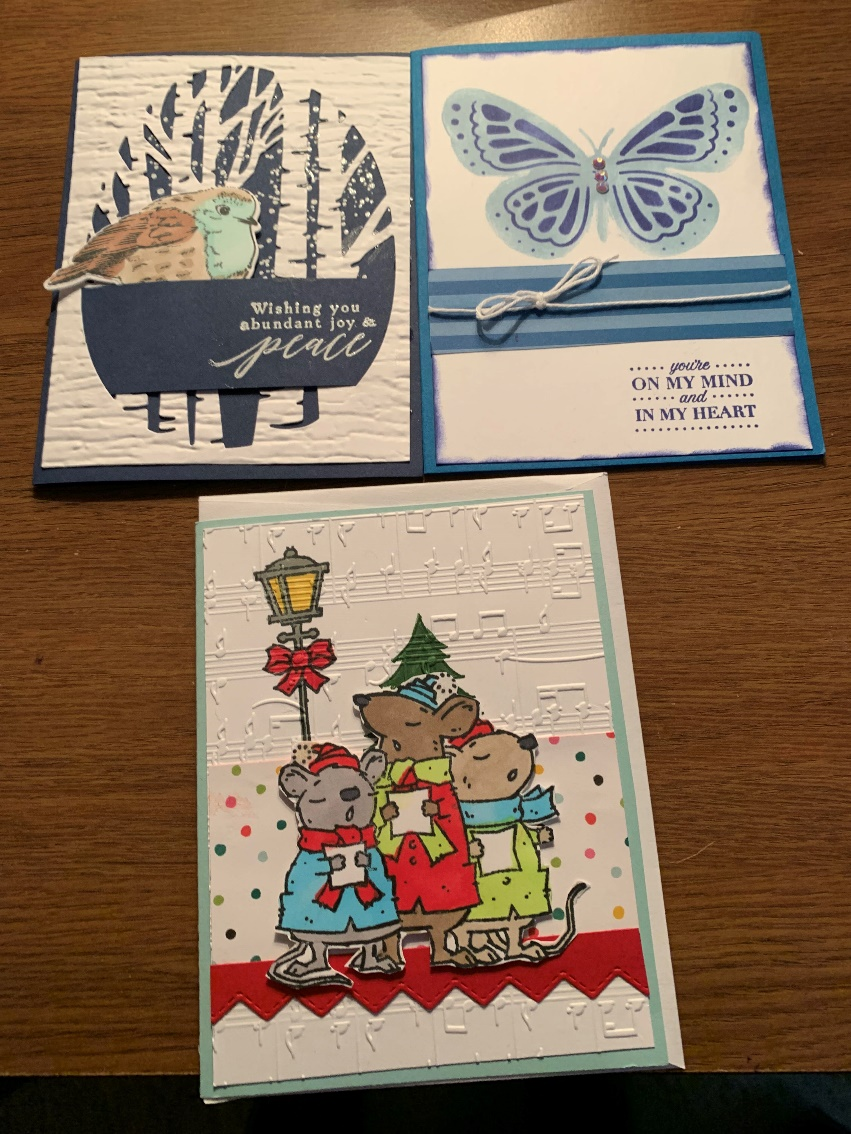 Wishing you
abundant joy &
peace
you're
ON MY MIND
and
IN MY HEART